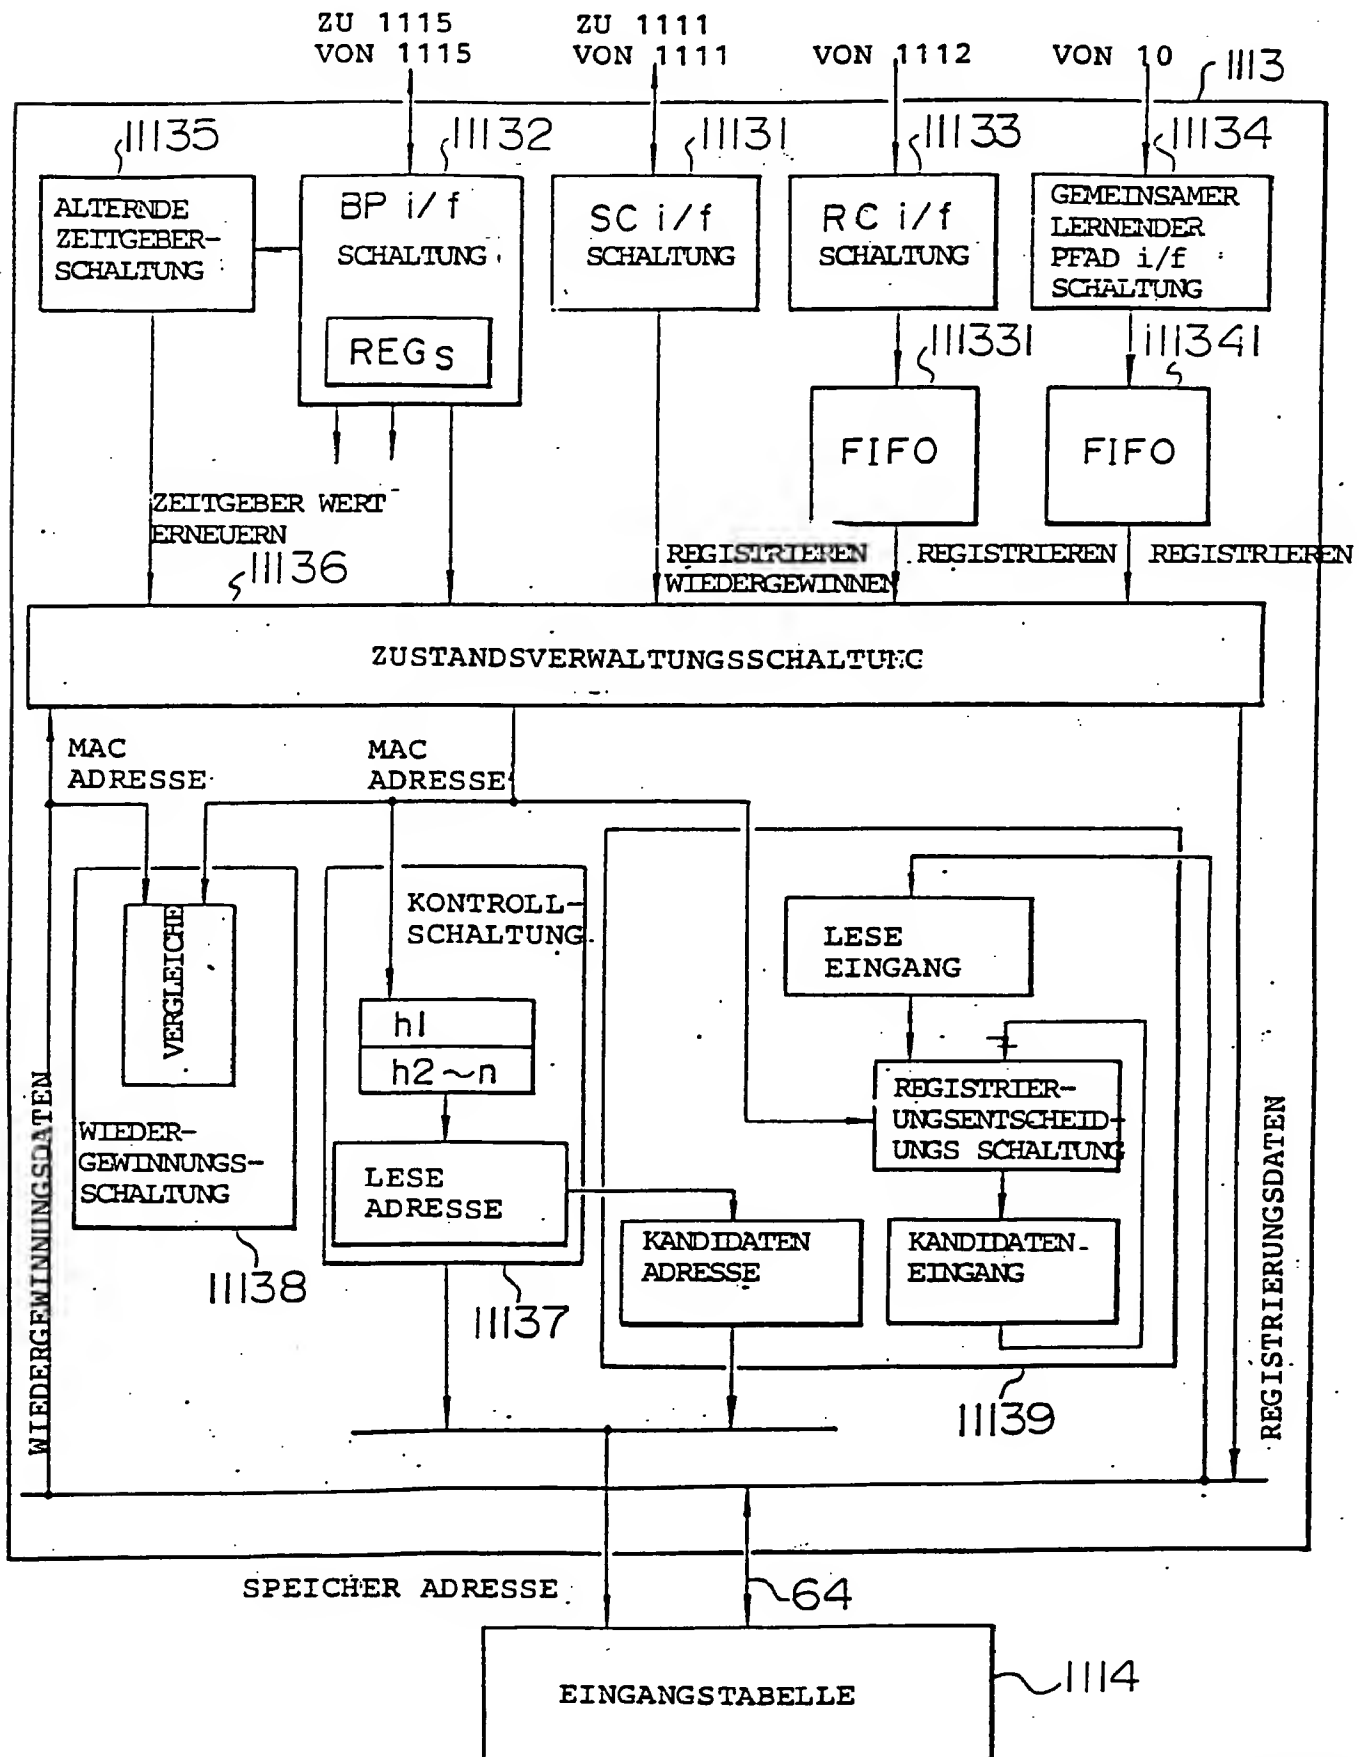 ZU 1115
VON 1115
ZU 1111
VON 1111
VON 1112
VON 10
1113
11135
11132
11131
11133
11134
ALTERNDE
ZEITGEBER-
SCHALTUNG
BP i/f
SCHALTUNG
REGs
SC i/f
SCHALTUNG
RC i/f
SCHALTUNG
GEMEINSAMER
LERNENDER
PFAD i/f
SCHALTUNG
111331
111341
FIFO
FIFO
ZEITGEBER WERT
ERNEUERN
11136
REGISTRIEREN
WIEDERGEWINNEN
REGISTRIEREN
REGISTRIEREN
ZUSTANDSVERWALTUNGSSCHALTUNG
MAC
ADRESSE
MAC
ADRESSE
VERGLEICHE
WIEDER-
GEWINNUNGS-
SCHALTUNG
11138
KONTROLL-
SCHALTUNG
h1
h2~n
LESE
ADRESSE
11137
LESE
EINGANG
REGISTRIER-
UNGSENTSCHEID-
UNGS SCHALTUNG
KANDIDATEN
ADRESSE
KANDIDATEN-
EINGANG
11139
WIEDERGEWINNUNGSDATEN
REGISTRIERUNGSDATEN
SPEICHER ADRESSE
64
EINGANGSTABELLE
1114